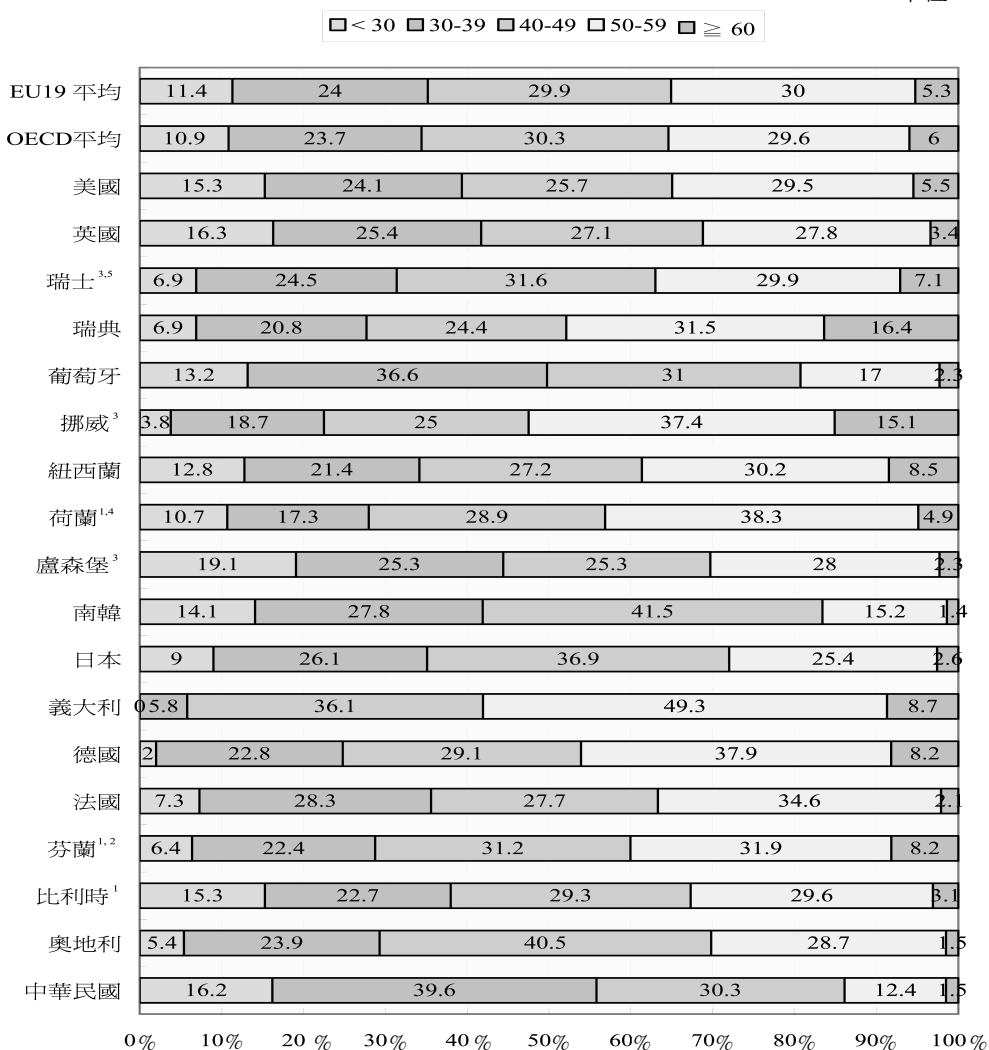 < 30 30-39 40-49 50-59 ≧ 60
EU19 平均 11.4 24 29.9 30 5.3
OECD平均 10.9 23.7 30.3 29.6 6
美國 15.3 24.1 25.7 29.5 5.5
英國 16.3 25.4 27.1 27.8 3.4
瑞士 3,5 6.9 24.5 31.6 29.9 7.1
瑞典 6.9 20.8 24.4 31.5 16.4
葡萄牙 13.2 36.6 31 17 2.3
挪威 3 3.8 18.7 25 37.4 15.1
紐西蘭 12.8 21.4 27.2 30.2 8.5
荷蘭 1,4 10.7 17.3 28.9 38.3 4.9
盧森堡 3 19.1 25.3 25.3 28 2.3
南韓 14.1 27.8 41.5 15.2 1.4
日本 9 26.1 36.9 25.4 2.6
義大利 0 5.8 36.1 49.3 8.7
德國 2 22.8 29.1 37.9 8.2
法國 7.3 28.3 27.7 34.6 2.1
芬蘭 1,2 6.4 22.4 31.2 31.9 8.2
比利時 1 15.3 22.7 29.3 29.6 3.1
奧地利 5.4 23.9 40.5 28.7 1.5
中華民國 16.2 39.6 30.3 12.4 1.5
0% 10% 20 % 30% 40% 50% 60% 70% 80% 90% 100%